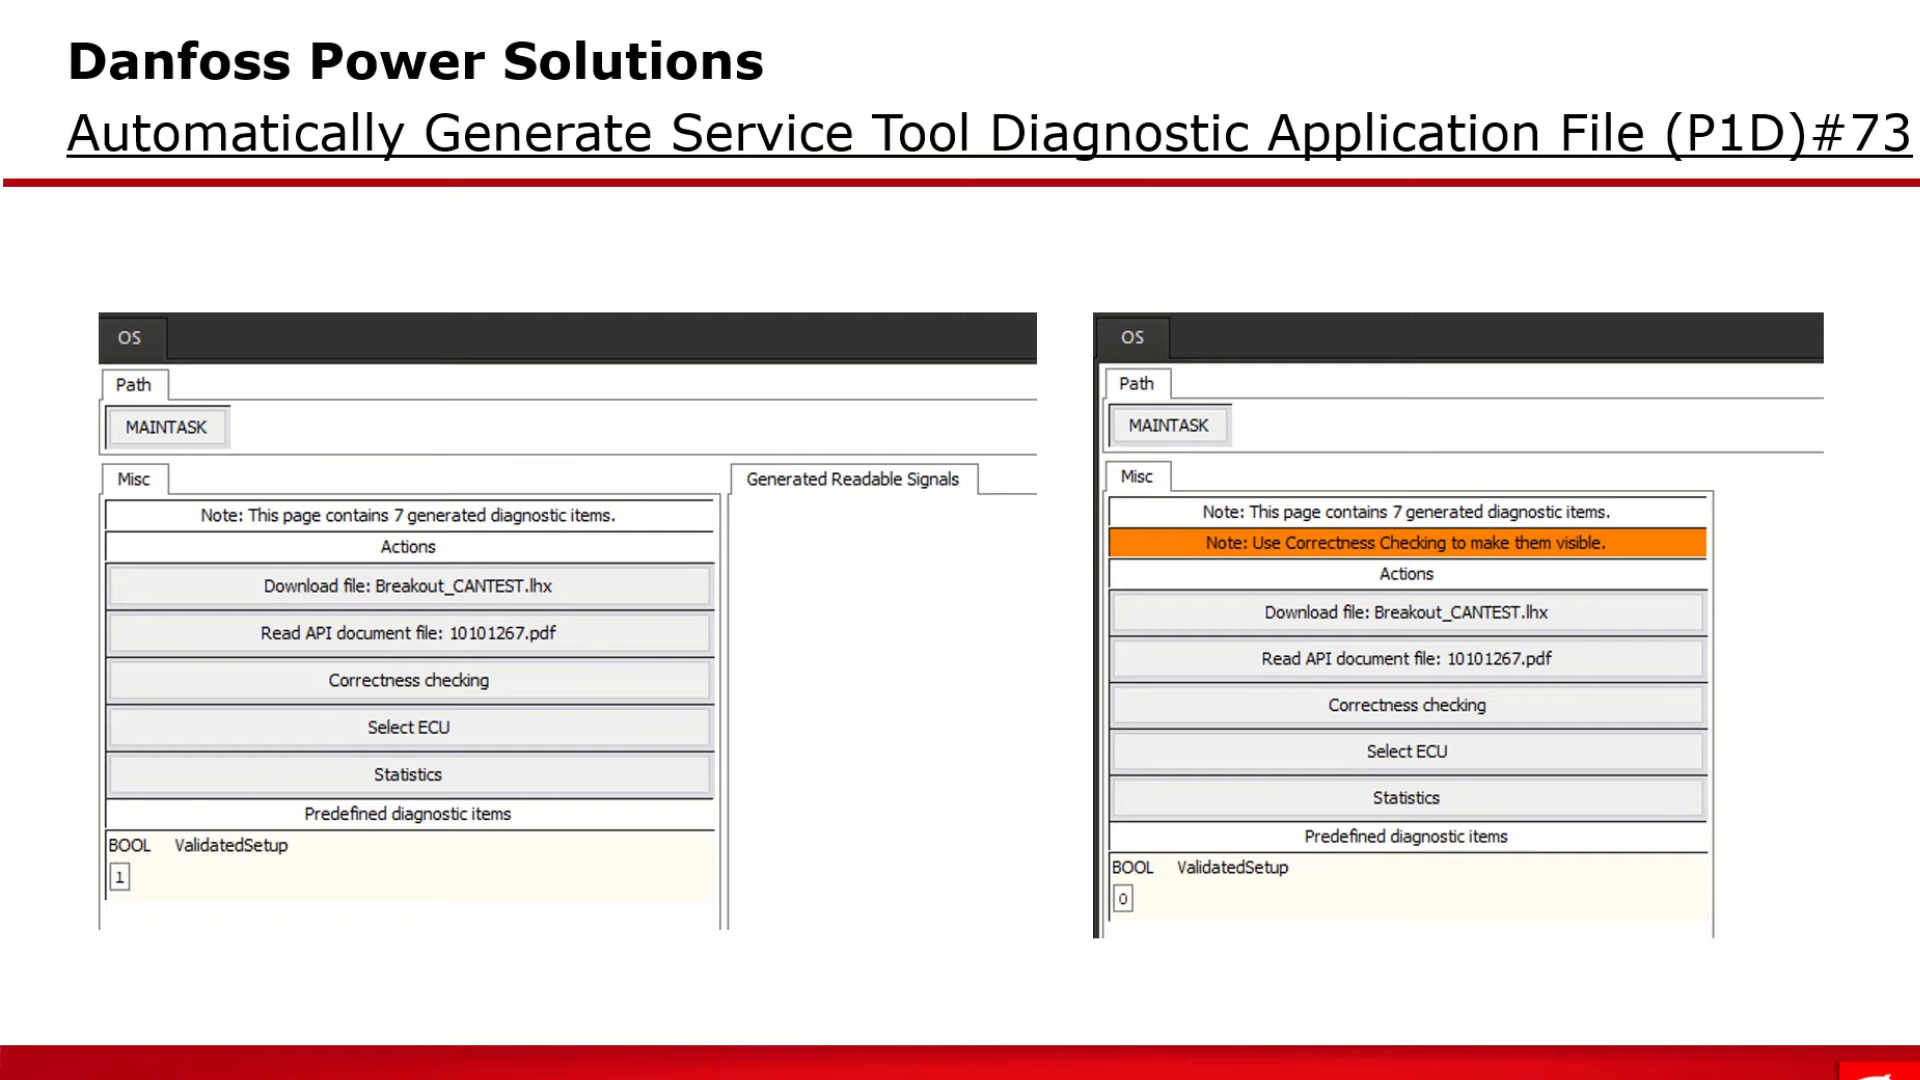 Danfoss Power Solutions
Automatically Generate Service Tool Diagnostic Application File (P1D)#73
OS
Path
MAINTASK
Misc
Generated Readable Signals
Note: This page contains 7 generated diagnostic items.
Actions
Download file: Breakout_CANTEST.lhx
Read API document file: 10101267.pdf
Correctness checking
Select ECU
Statistics
Predefined diagnostic items
BOOL ValidatedSetup
1
OS
Path
MAINTASK
Misc
Note: This page contains 7 generated diagnostic items.
Note: Use Correctness Checking to make them visible.
Actions
Download file: Breakout_CANTEST.lhx
Read API document file: 10101267.pdf
Correctness checking
Select ECU
Statistics
Predefined diagnostic items
BOOL ValidatedSetup
0